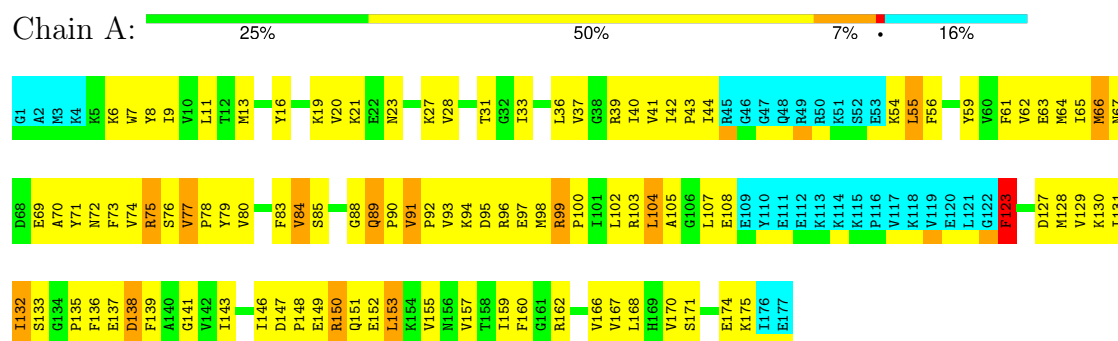 Chain A:
25% 50% 7% • 16%
G1 A2 M3 K4 K5 K6 W7 Y8 I9 V10 L11 T12 M13 Y16 K19 V20 K21 E22 N23 K27 V28 T31 G32 I33 L36 V37 G38 R39 I40 V41 I42 P43 I44 R45 G46 G47 Q48 R49 R50 K51 S52 E53 K54 L55 F56 Y59 V60 F61 V62 E63 M64 I65 M66 N67
D68 E69 A70 Y71 N72 F73 V74 R75 S76 V77 P78 Y79 V80 F83 V84 S85 G88 Q89 P90 V91 P92 V93 K94 D95 R96 E97 M98 R99 P100 I101 L102 R103 L104 A105 G106 L107 E108 E109 Y110 E111 E112 K113 K114 K115 P116 V117 K118 V119 E120 L121 G122 F123 D127 M128 V129 K130 I131
I132 S133 G134 P135 F136 E137 D138 F139 A140 G141 V142 I143 I146 D147 P148 E149 R150 Q151 E152 L153 K154 V155 N156 V157 T158 I159 F160 G161 R162 V166 V167 L168 H169 V170 S171 E174 K175 I176 E177